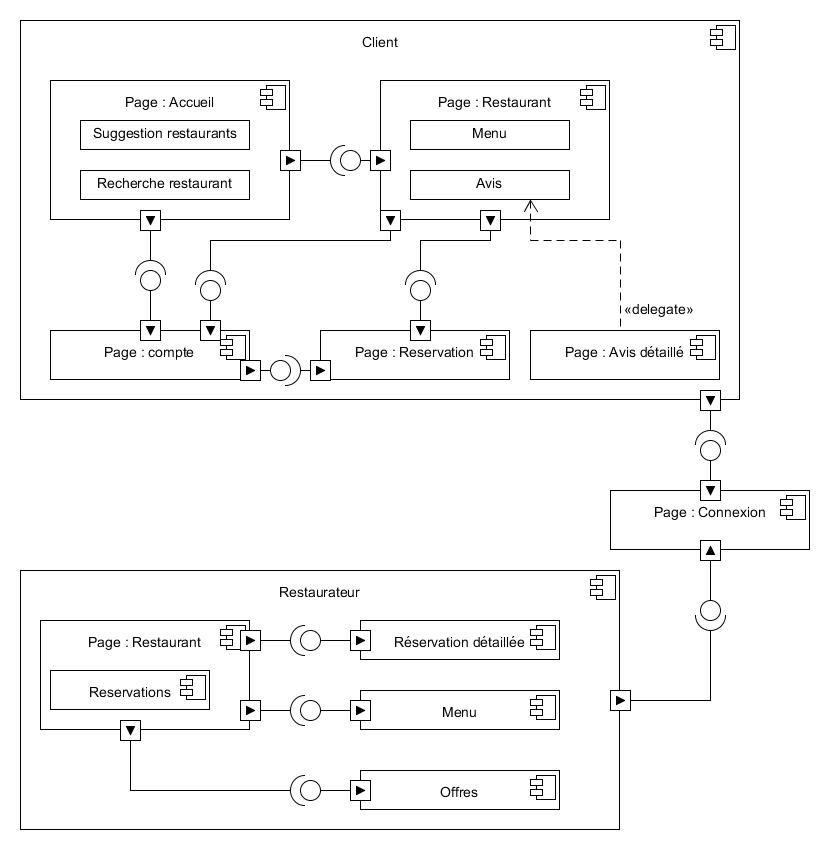 Client
Page : Accueil
Suggestion restaurants
Recherche restaurant
Page : Restaurant
Menu
Avis
«delegate»
Page : compte
Page : Reservation
Page : Avis détaillé
Page : Connexion
Restaurateur
Page : Restaurant
Reservations
Réservation détaillée
Menu
Offres